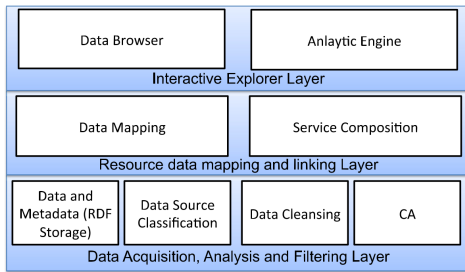 Data Browser
Anlaytic Engine
Interactive Explorer Layer
Data Mapping
Service Composition
Resource data mapping and linking Layer
Data and
Metadata (RDF
Storage)
Data Source
Classification
Data Cleansing
CA
Data Acquisition, Analysis and Filtering Layer